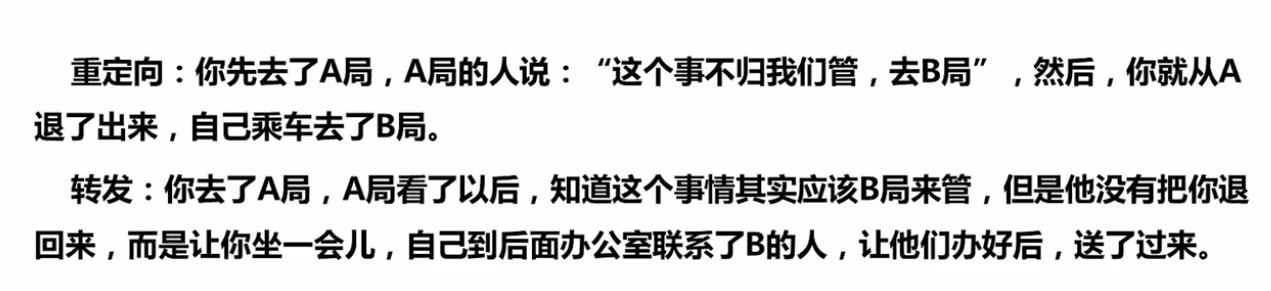 重定向：你先去了A局，A局的人说：“这个事不归我们管，去B局”，然后，你就从A
退了出来，自己乘车去了B局。
转发：你去了A局，A局看了以后，知道这个事情其实应该B局来管，但是他没有把你退
回来，而是让你坐一会儿，自己到后面办公室联系了B的人，让他们办好后，送了过来。